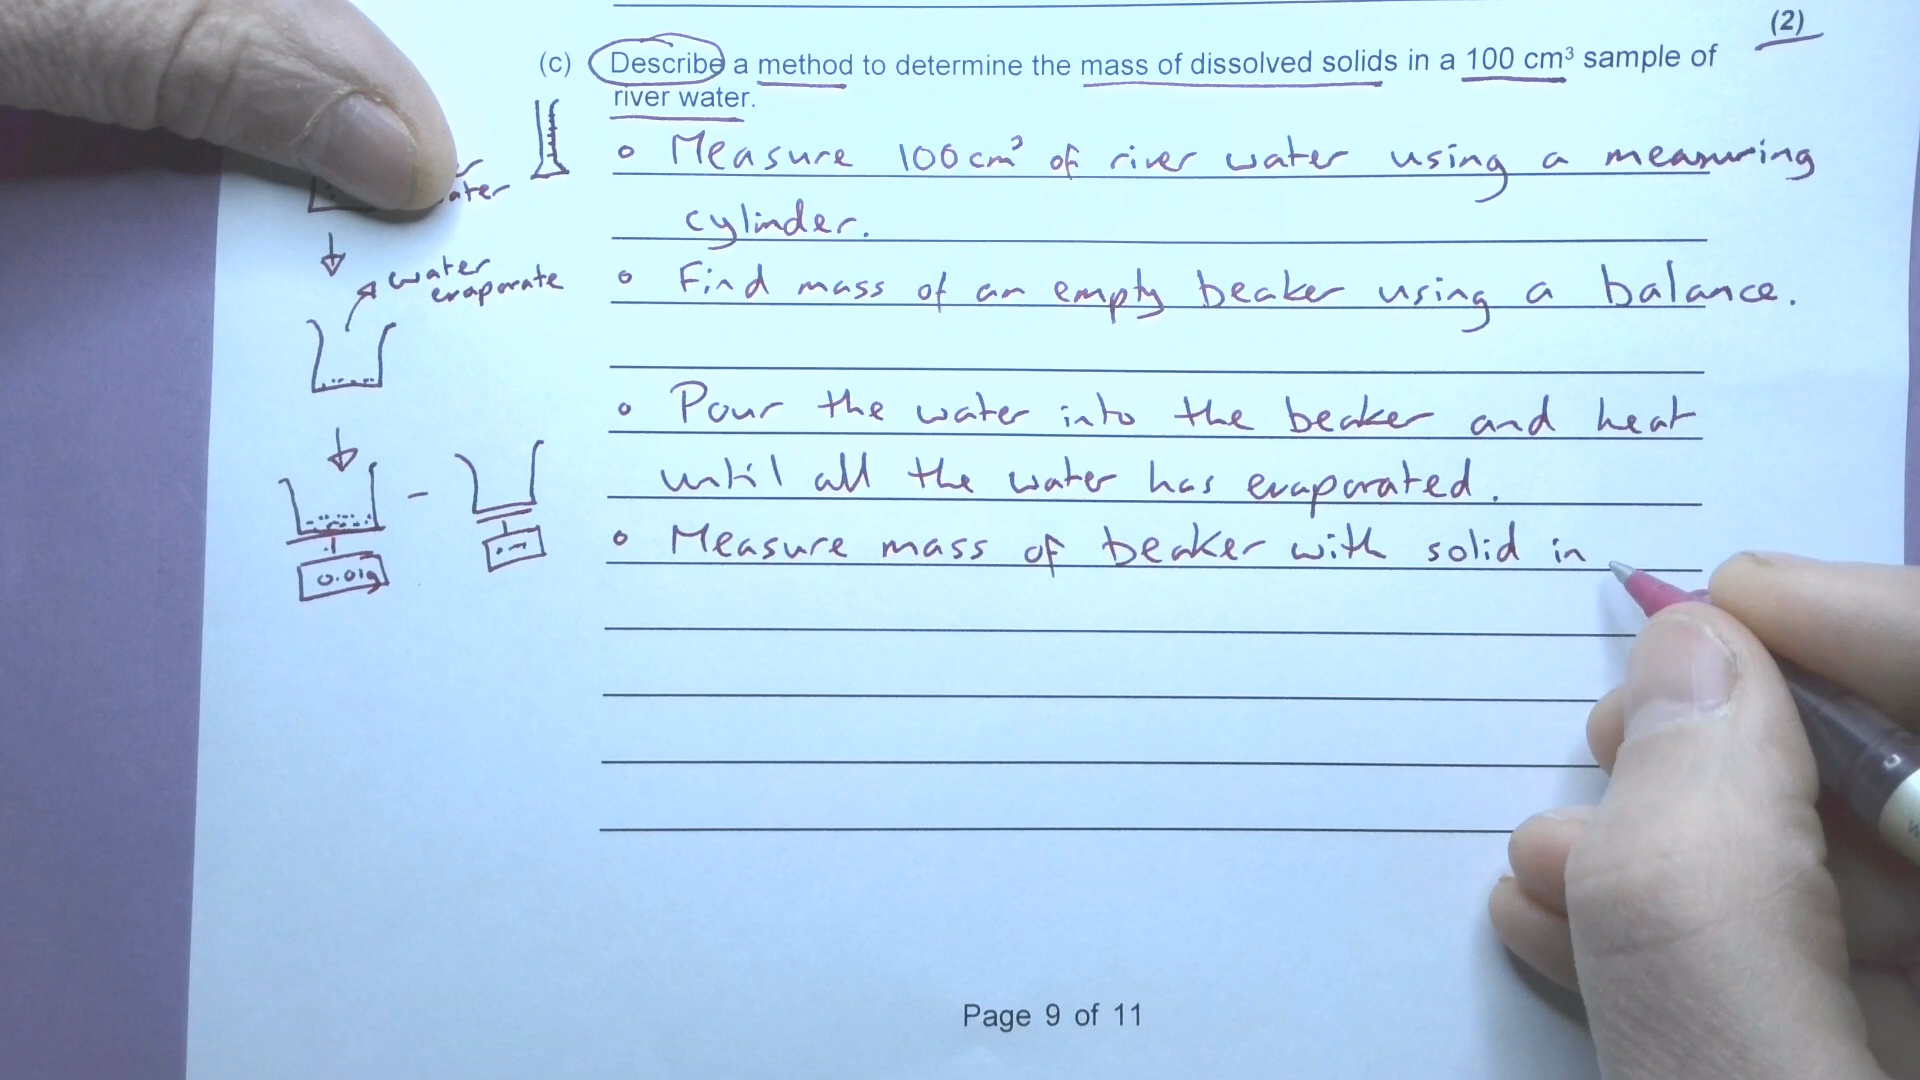 (2)
(c) Describe a method to determine the mass of dissolved solids in a 100 cm³ sample of
river water.
ater
water
evaporate
0.01g
• Measure 100cm³ of river water using a measuring
cylinder.
• Find mass of an empty beaker using a balance.
• Pour the water into the beaker and heat
until all the water has evaporated.
• Measure mass of beaker with solid in
Page 9 of 11